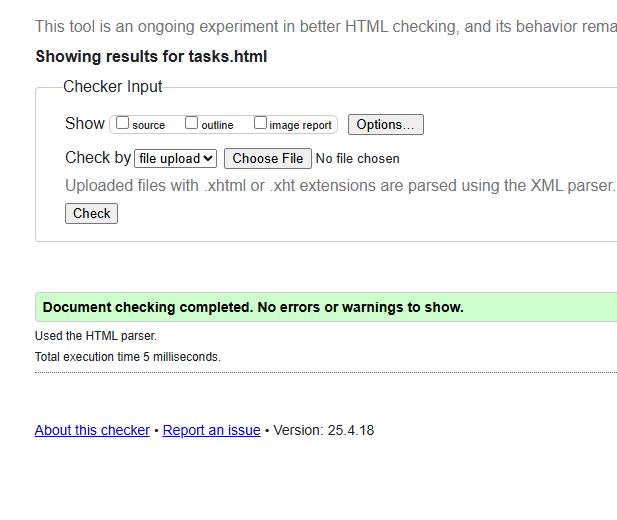 This tool is an ongoing experiment in better HTML checking, and its behavior rema
Showing results for tasks.html
Checker Input
Show source outline image report Options...
Check by file upload Choose File No file chosen
Uploaded files with .xhtml or .xht extensions are parsed using the XML parser.
Check
Document checking completed. No errors or warnings to show.
Used the HTML parser.
Total execution time 5 milliseconds.
About this checker • Report an issue • Version: 25.4.18